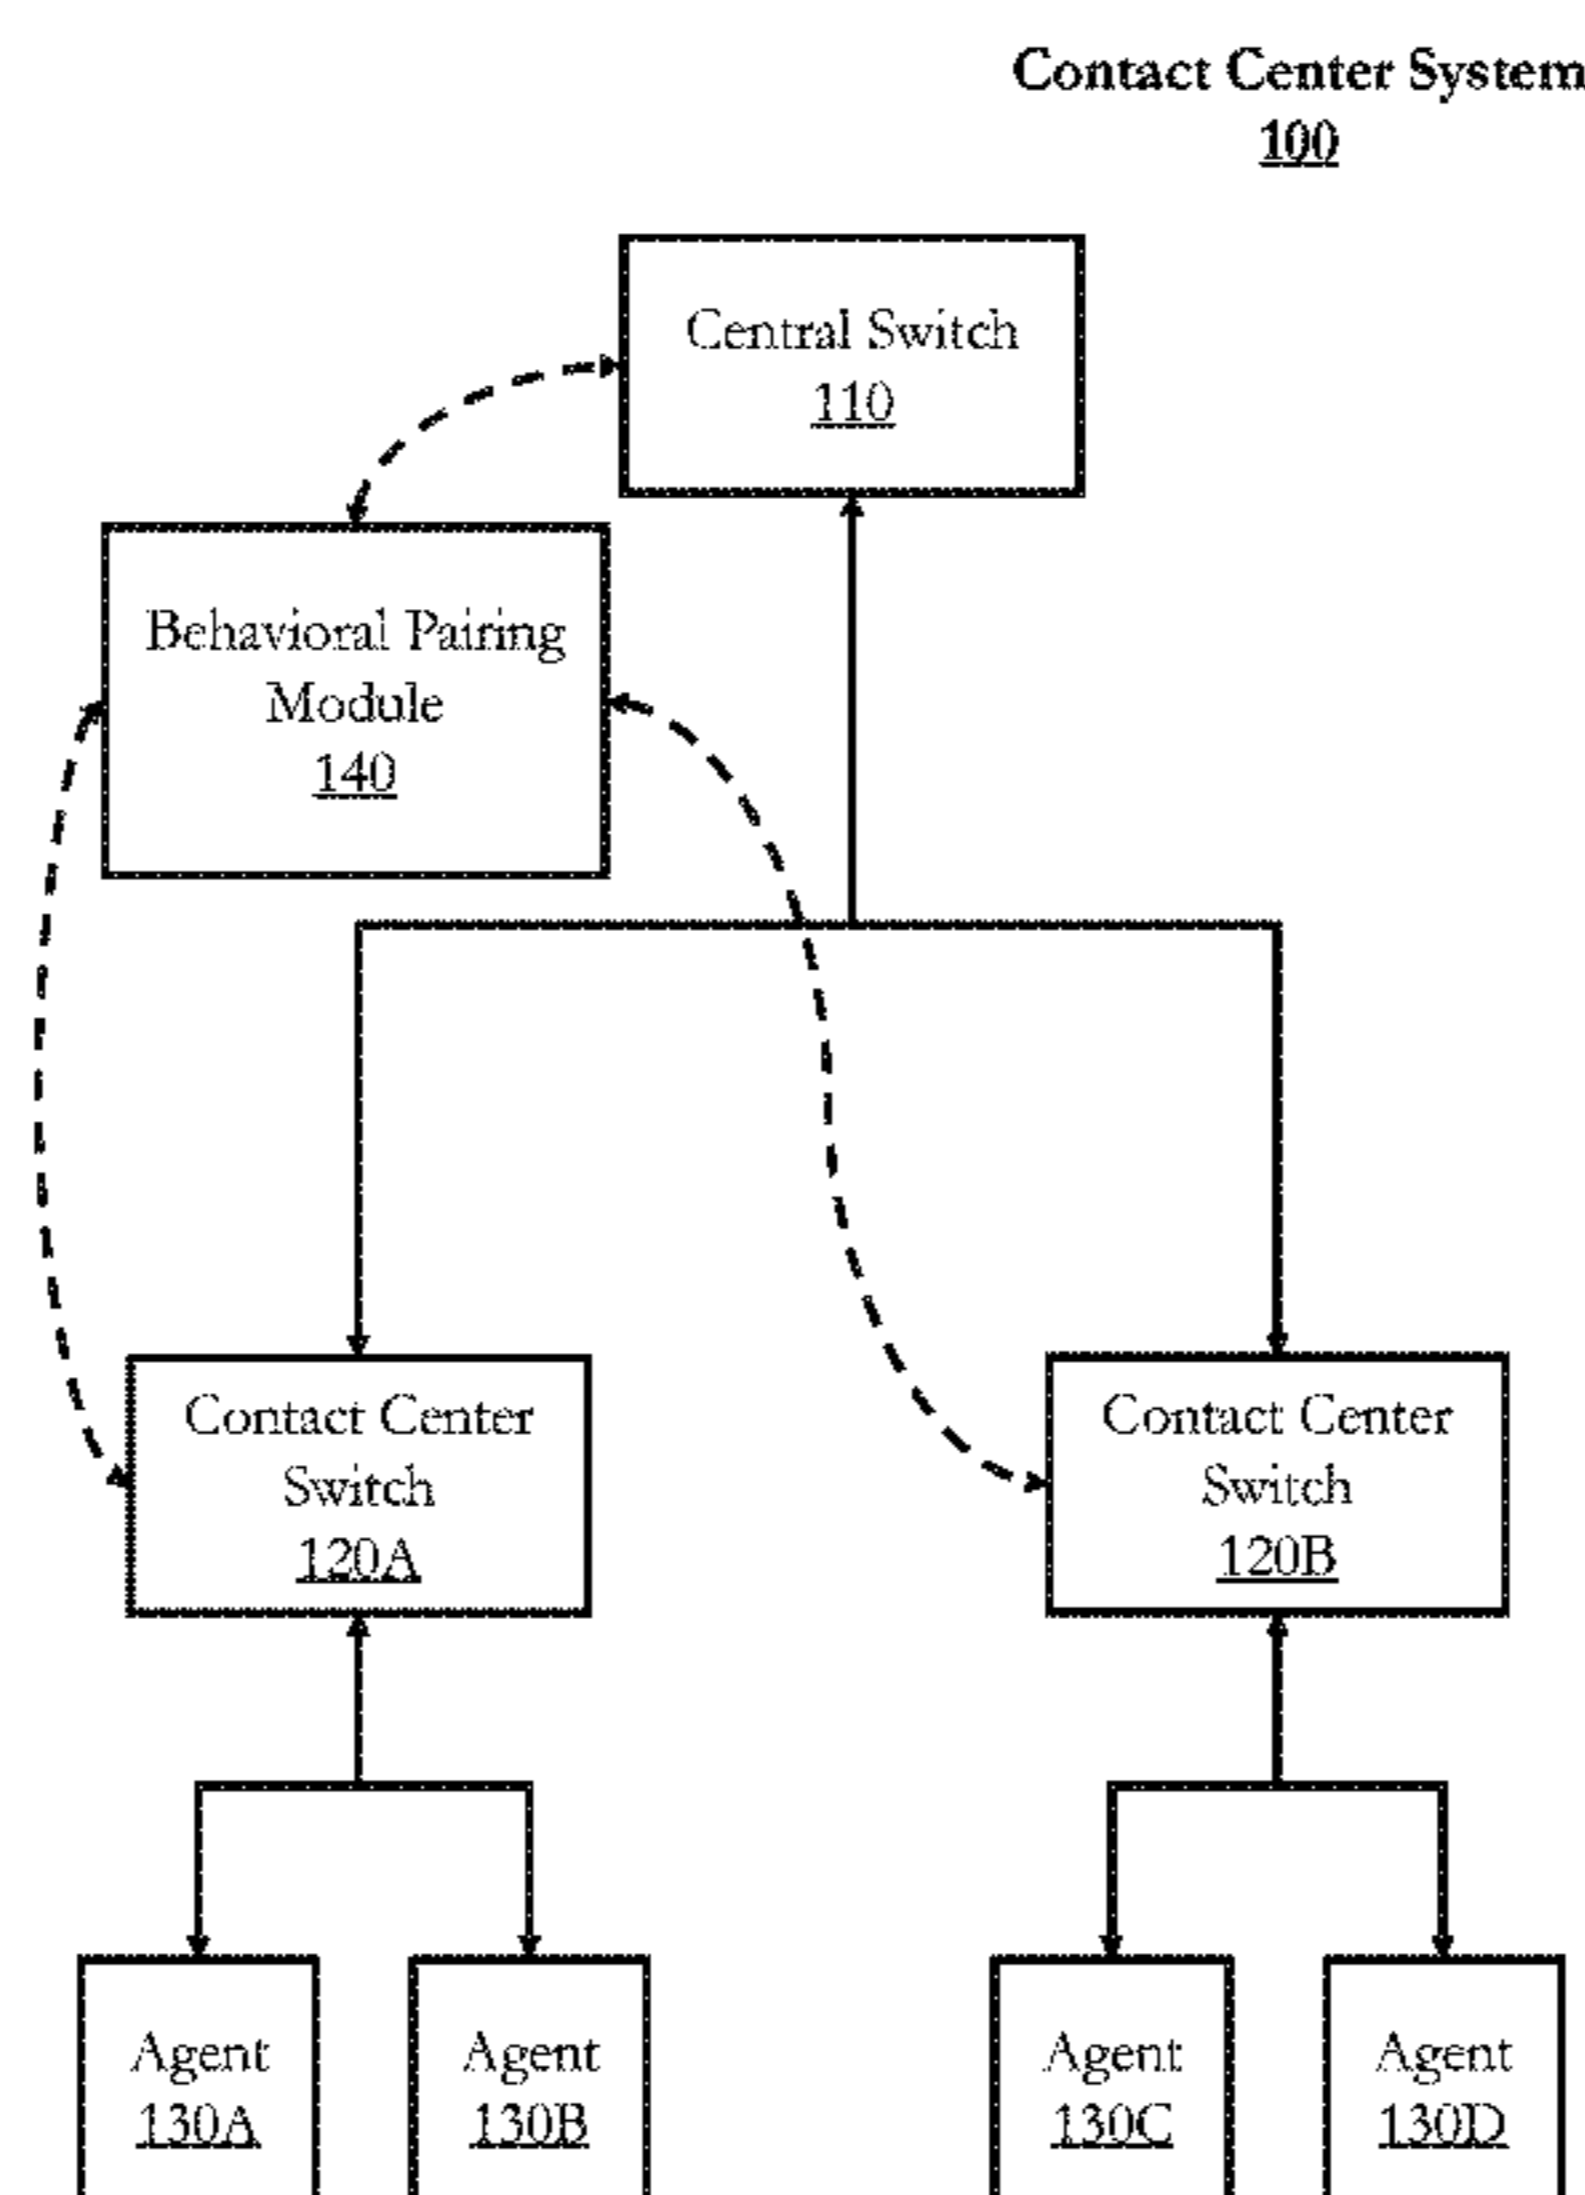 Contact Center System
100
Central Switch
110
Behavioral Pairing
Module
140
Contact Center
Switch
120A
Contact Center
Switch
120B
Agent
130A
Agent
130B
Agent
130C
Agent
130D